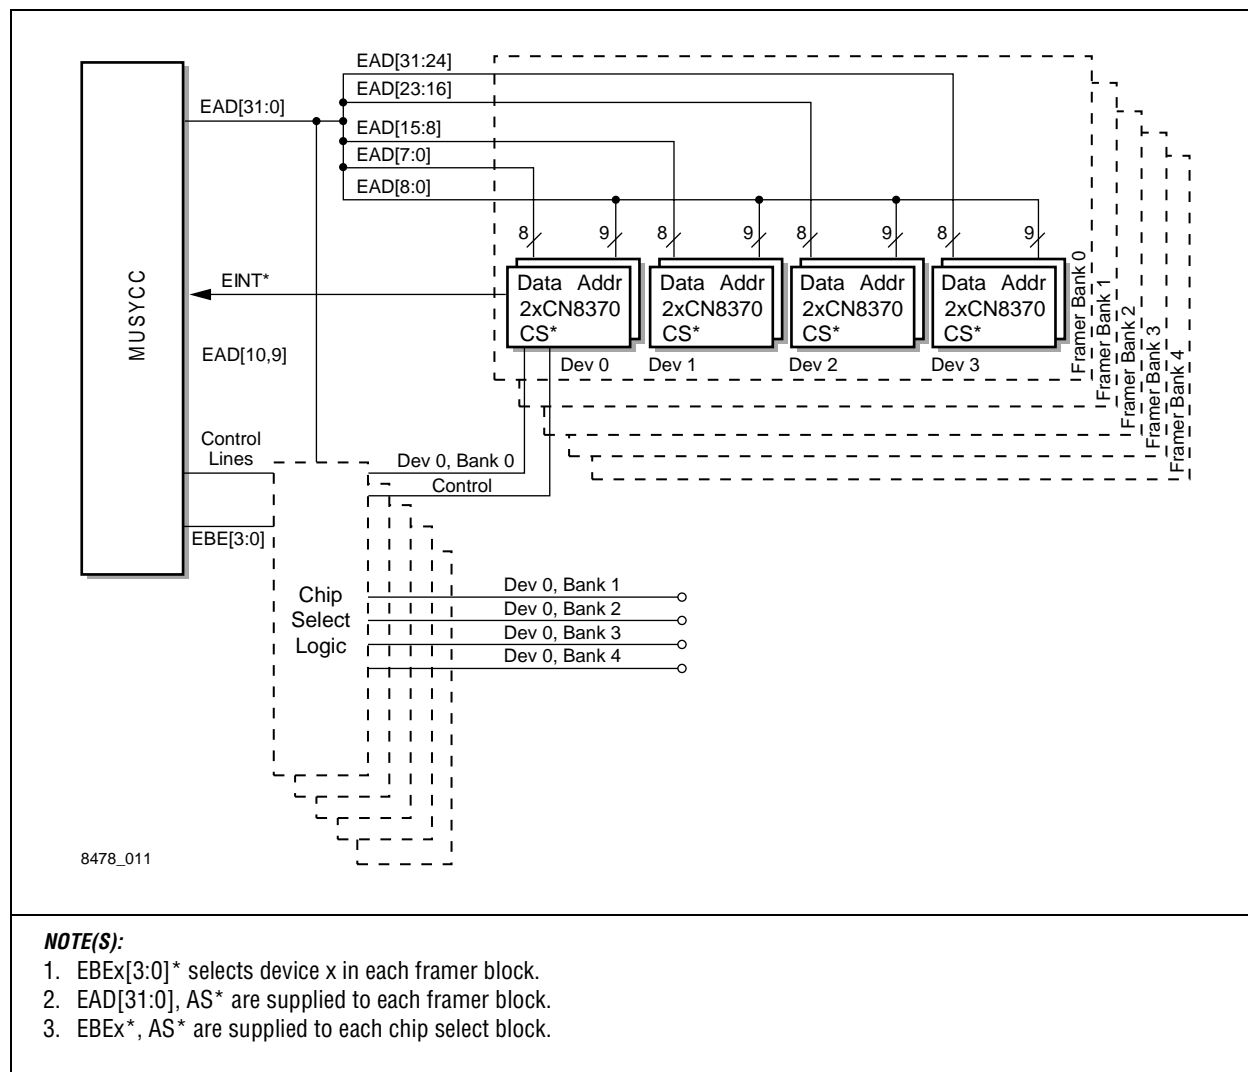 EAD[31:24]
EAD[23:16]
EAD[31:0]
EAD[15:8]
EAD[7:0]
EAD[8:0]
8 9 8 9 8 9 8 9
MUSYCC
EINT*
Data Addr
2xCN8370
CS*
Data Addr
2xCN8370
CS*
Data Addr
2xCN8370
CS*
Data Addr
2xCN8370
CS*
Dev 0
Dev 1
Dev 2
Dev 3
Framer Bank 0
Framer Bank 1
Framer Bank 2
Framer Bank 3
Framer Bank 4
EAD[10,9]
Control
Lines
Dev 0, Bank 0
Control
EBE[3:0]
Chip
Select
Logic
Dev 0, Bank 1
Dev 0, Bank 2
Dev 0, Bank 3
Dev 0, Bank 4
8478_011
NOTE(S):
1. EBEx[3:0]* selects device x in each framer block.
2. EAD[31:0], AS* are supplied to each framer block.
3. EBEx*, AS* are supplied to each chip select block.